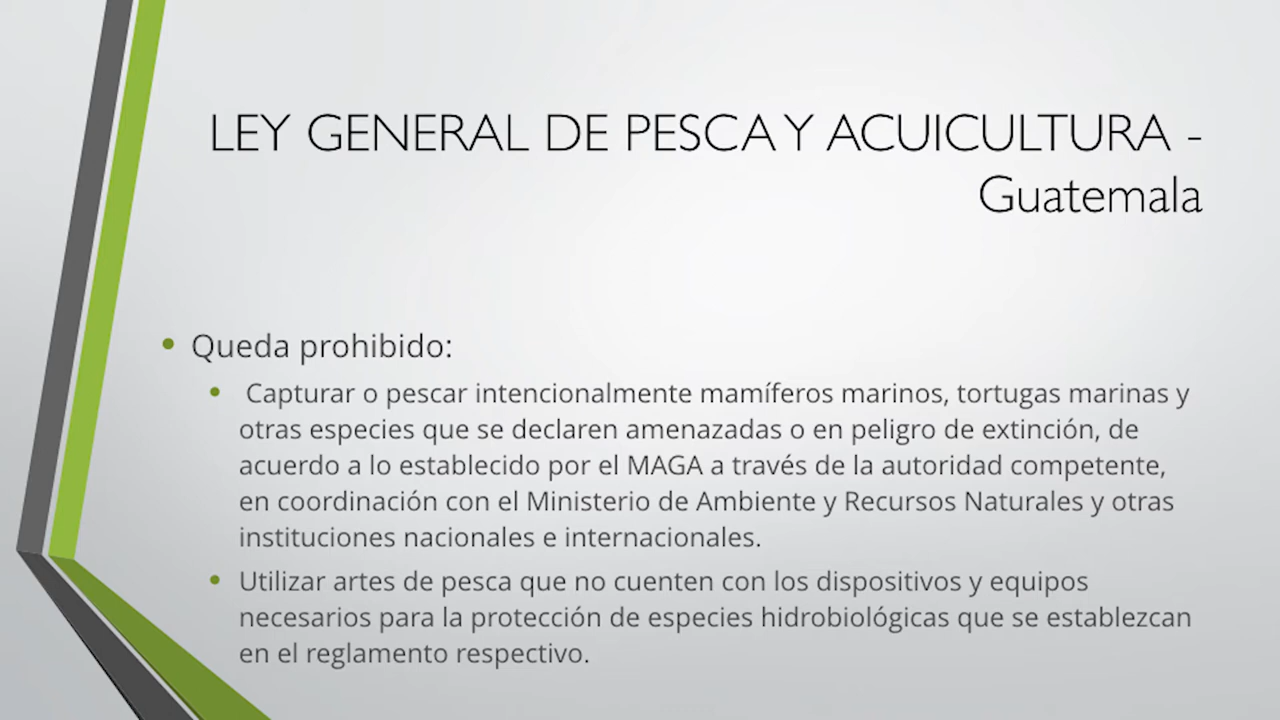 LEY GENERAL DE PESCA Y ACUICULTURA -
Guatemala
• Queda prohibido:
• Capturar o pescar intencionalmente mamíferos marinos, tortugas marinas y
otras especies que se declaren amenazadas o en peligro de extinción, de
acuerdo a lo establecido por el MAGA a través de la autoridad competente,
en coordinación con el Ministerio de Ambiente y Recursos Naturales y otras
instituciones nacionales e internacionales.
• Utilizar artes de pesca que no cuenten con los dispositivos y equipos
necesarios para la protección de especies hidrobiológicas que se establezcan
en el reglamento respectivo.